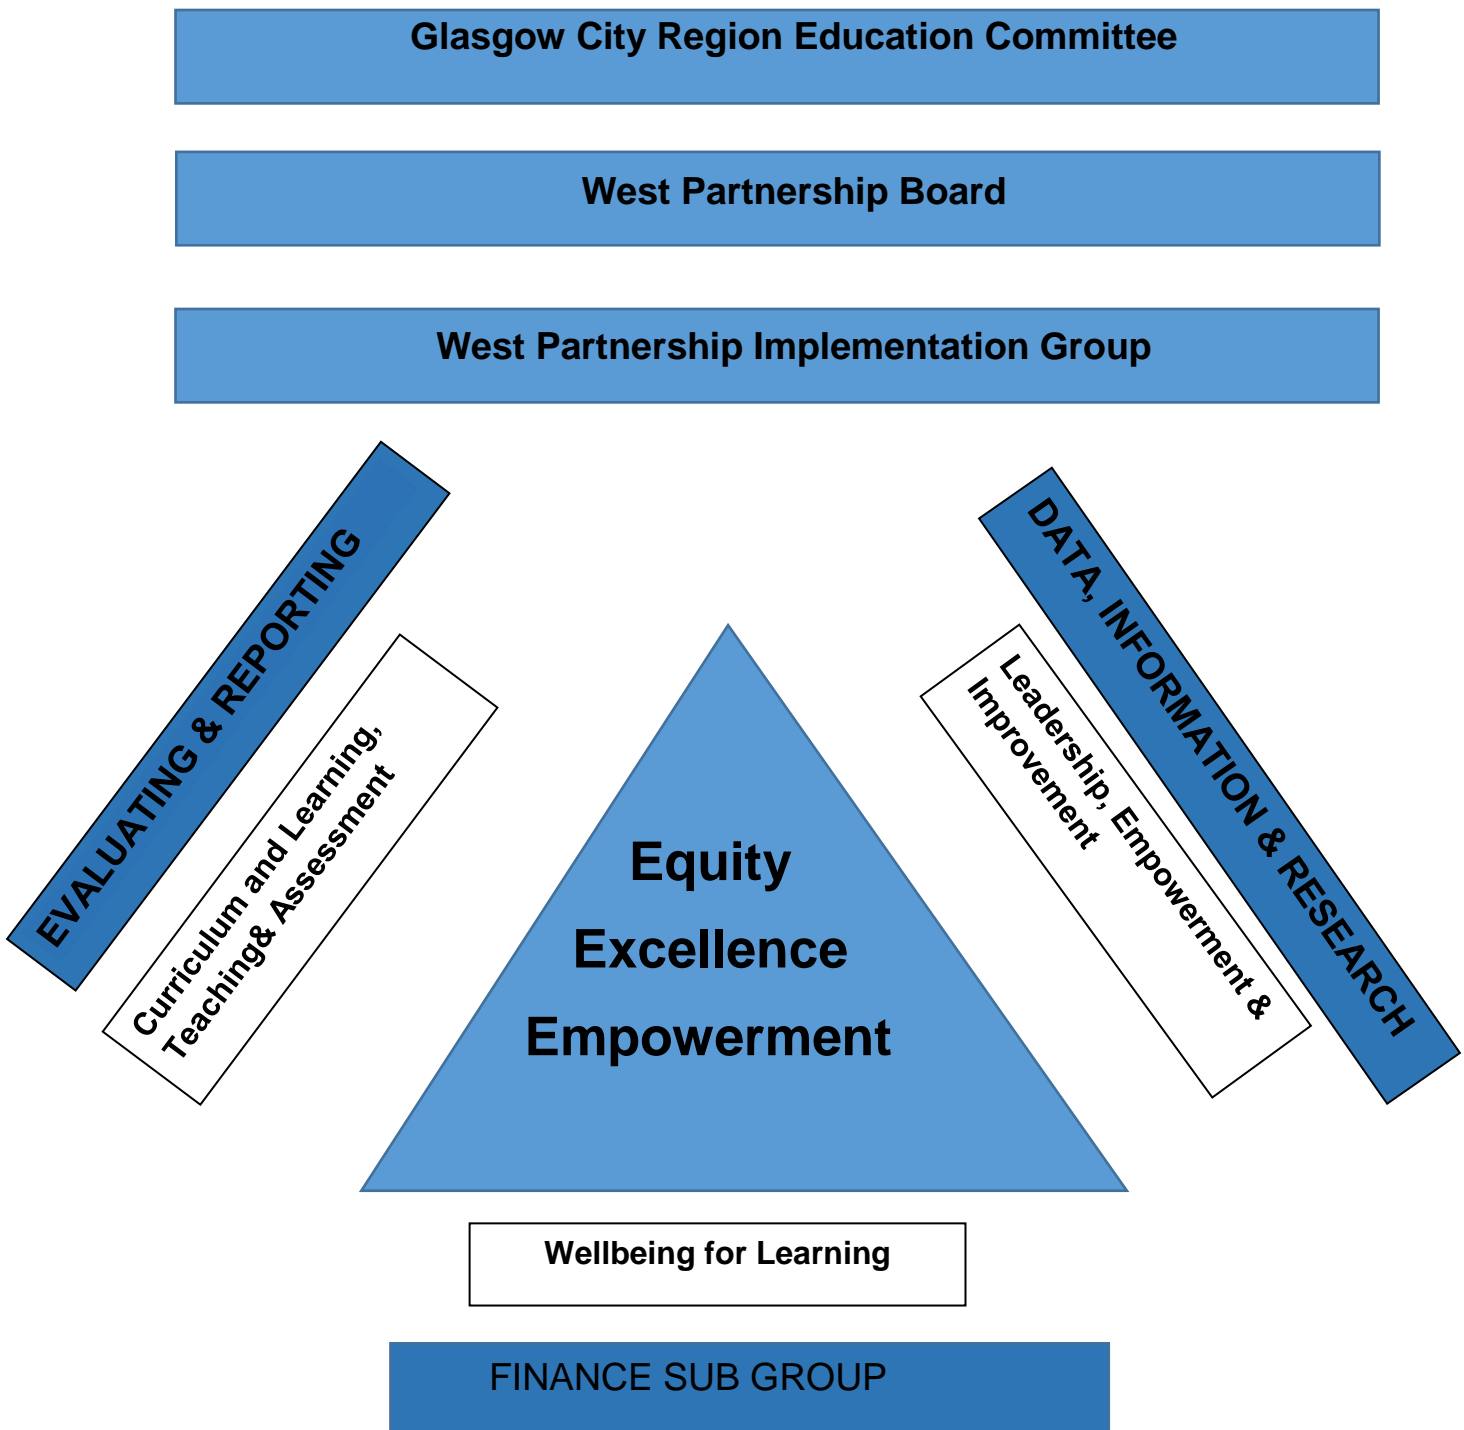 Glasgow City Region Education Committee
West Partnership Board
West Partnership Implementation Group
EVALUATING & REPORTING
Curriculum and Learning,
Teaching& Assessment
Equity
Excellence
Empowerment
Leadership, Empowerment &
Improvement
DATA, INFORMATION & RESEARCH
Wellbeing for Learning
FINANCE SUB GROUP